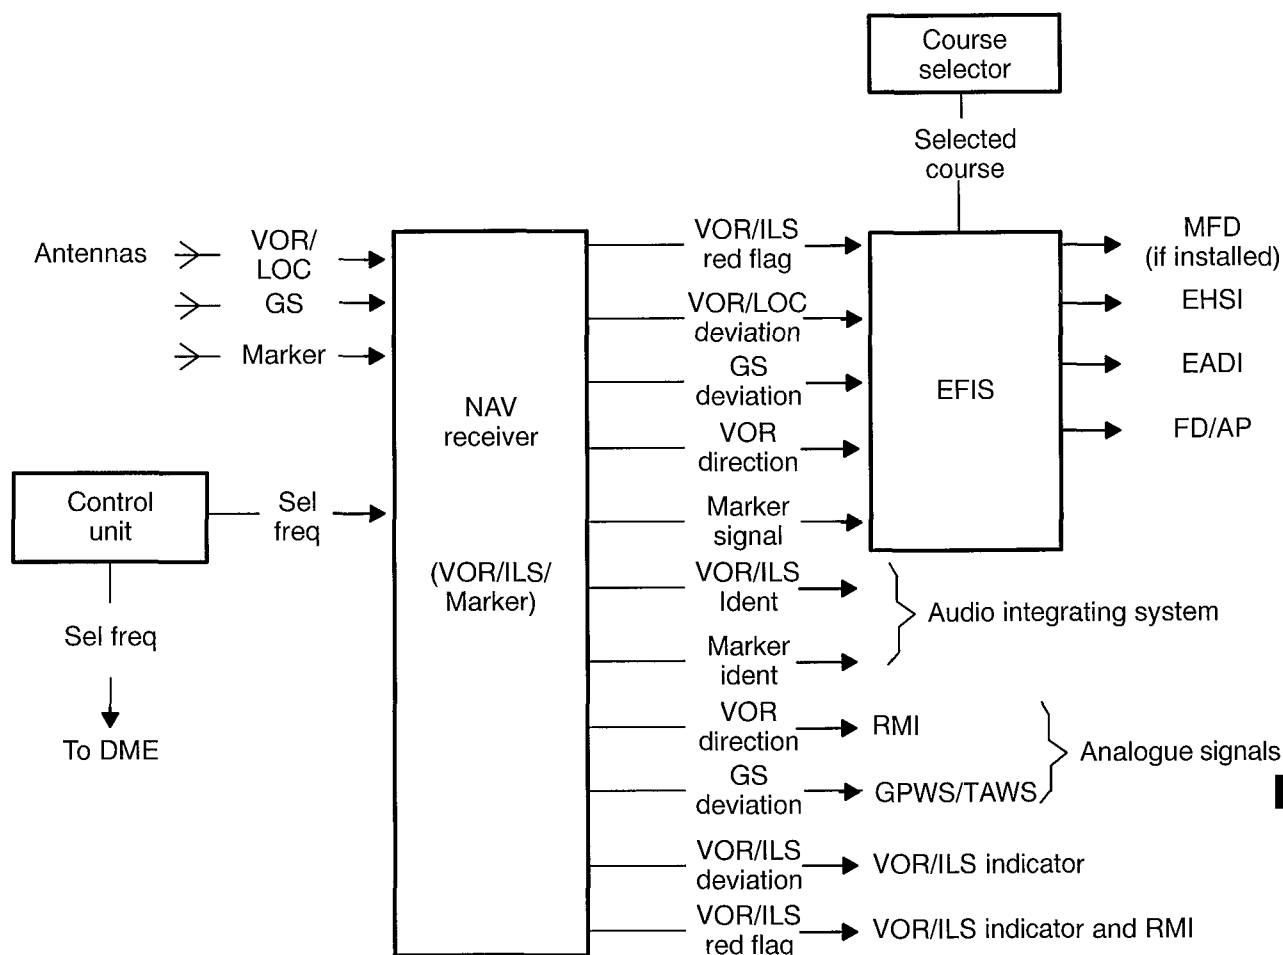 Course
selector
Selected
course
Antennas
VOR/
LOC
GS
Marker
Control
unit
Sel
freq
Sel freq
To DME
NAV
receiver
(VOR/ILS/
Marker)
VOR/ILS
red flag
VOR/LOC
deviation
GS
deviation
VOR
direction
Marker
signal
VOR/ILS
Ident
Marker
ident
VOR
direction
GS
deviation
VOR/ILS
deviation
VOR/ILS
red flag
EFIS
MFD
(if installed)
EHSI
EADI
FD/AP
Audio integrating system
RMI
GPWS/TAWS
Analogue signals
VOR/ILS indicator
VOR/ILS indicator and RMI